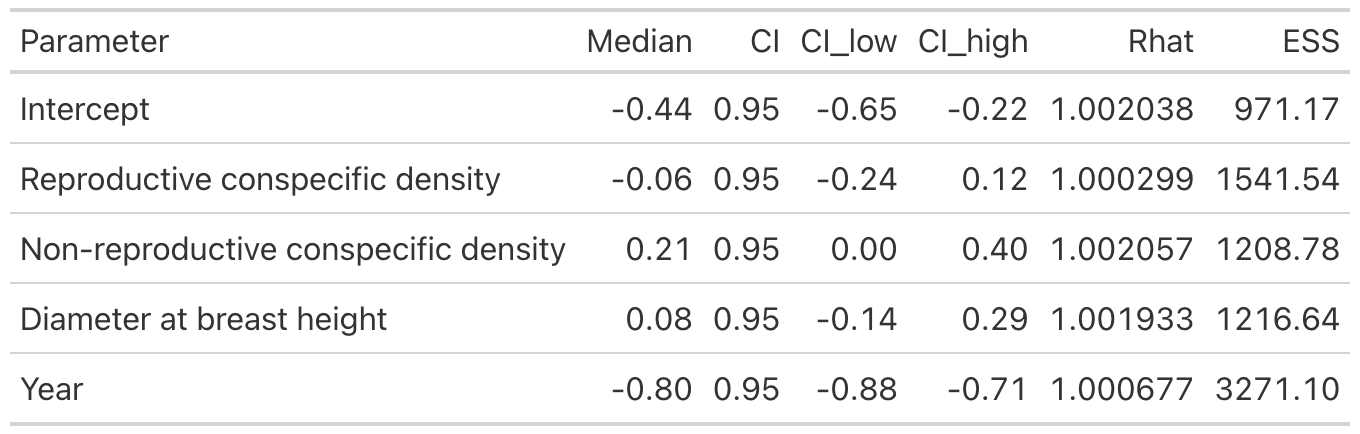 Parameter Median CI CI_low CI_high Rhat ESS
Intercept -0.44 0.95 -0.65 -0.22 1.002038 971.17
Reproductive conspecific density -0.06 0.95 -0.24 0.12 1.000299 1541.54
Non-reproductive conspecific density 0.21 0.95 0.00 0.40 1.002057 1208.78
Diameter at breast height 0.08 0.95 -0.14 0.29 1.001933 1216.64
Year -0.80 0.95 -0.88 -0.71 1.000677 3271.10